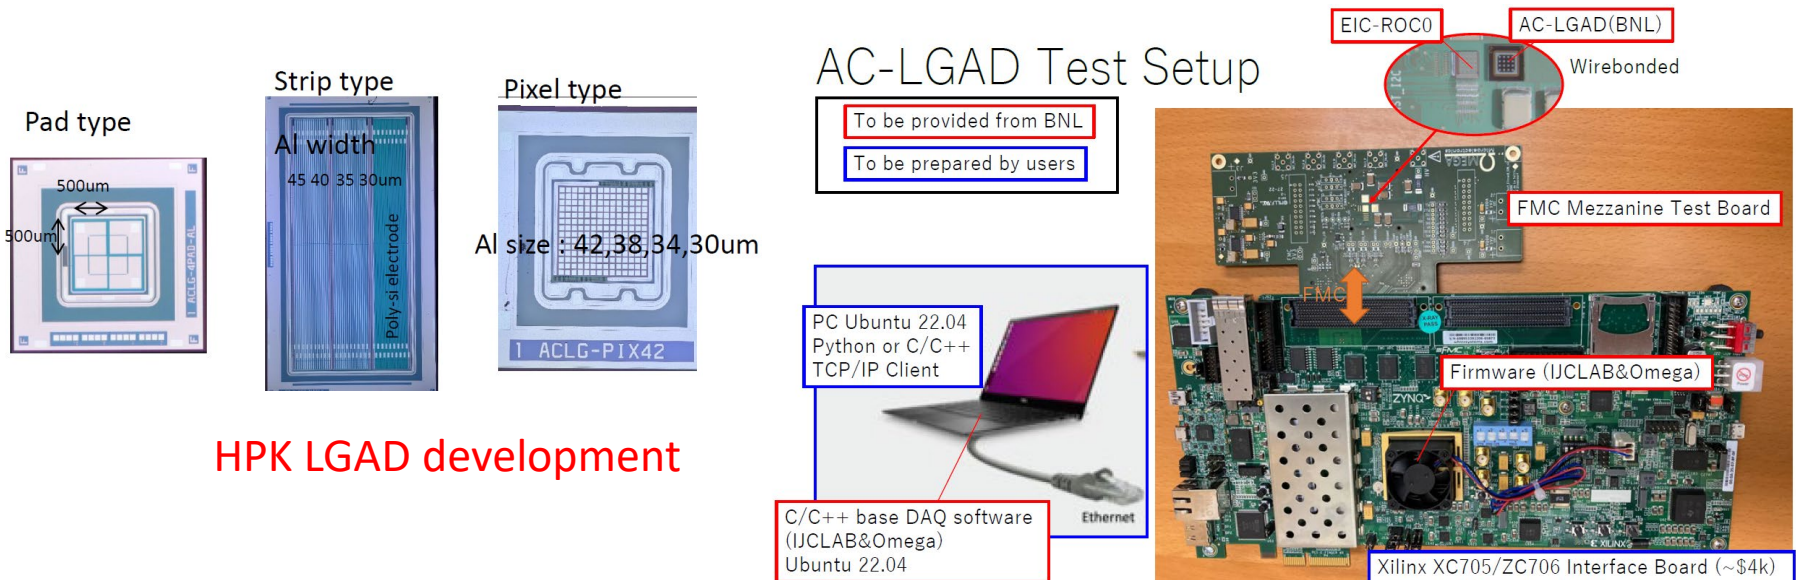 Pad type
500um
500um
1 ACLG-4PAD-AL
Strip type
Al width
45 40 35 30um
Poly-si electrode
Pixel type
Al size : 42,38,34,30um
1 ACLG-PIX42
HPK LGAD development
AC-LGAD Test Setup
To be provided from BNL
To be prepared by users
EIC-ROC0
AC-LGAD(BNL)
Wirebonded
FMC Mezzanine Test Board
FMC
PC Ubuntu 22.04
Python or C/C++
TCP/IP Client
Ethernet
C/C++ base DAQ software
(IJCLAB&Omega)
Ubuntu 22.04
Firmware (IJCLAB&Omega)
ZYNQ
XILINX
Xilinx XC705/ZC706 Interface Board (~$4k)